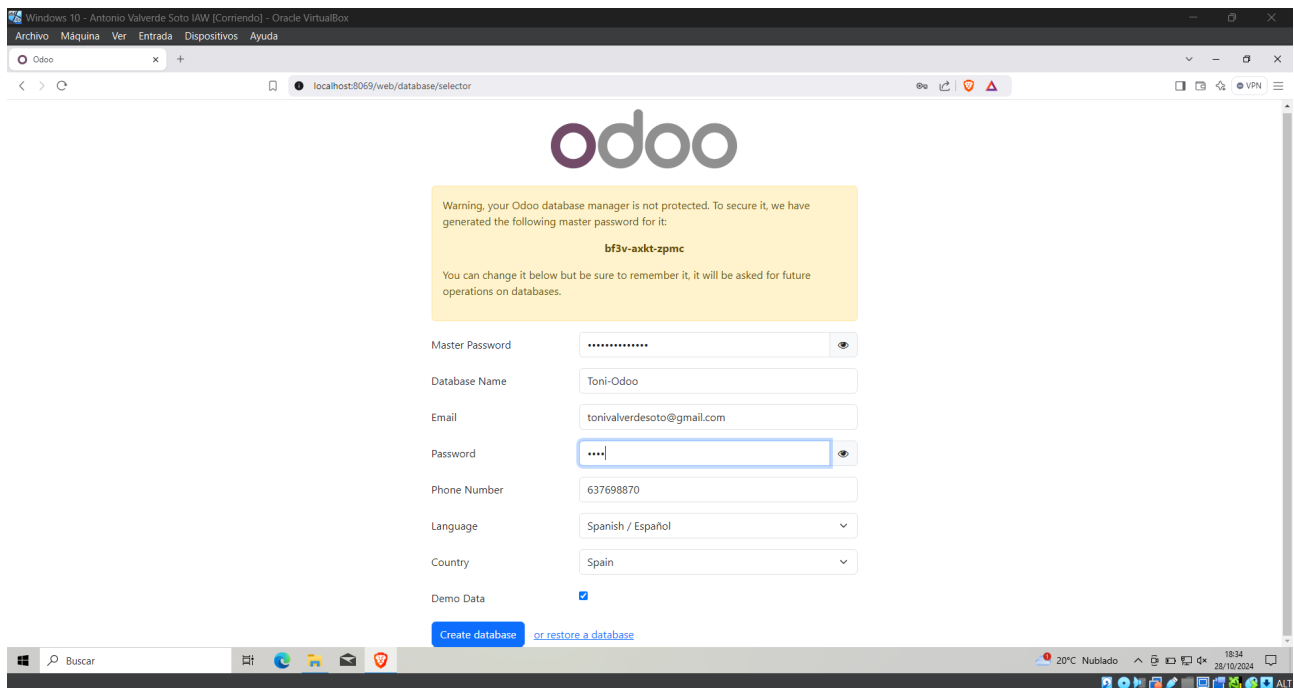 Windows 10 - Antonio Valverde Soto IAW [Corriendo] - Oracle VirtualBox
Archivo Máquina Ver Entrada Dispositivos Ayuda
Odoo
localhost:8069/web/database/selector
VPN
odoo
Warning, your Odoo database manager is not protected. To secure it, we have
generated the following master password for it:
bf3v-axkt-zpmc
You can change it below but be sure to remember it, it will be asked for future
operations on databases.
Master Password ••••••••••••••
Database Name Toni-Odoo
Email tonivalverdesoto@gmail.com
Password ••••
Phone Number 637698870
Language Spanish / Español
Country Spain
Demo Data
Create database or restore a database
Buscar
20°C Nublado
18:34
28/10/2024
ALT